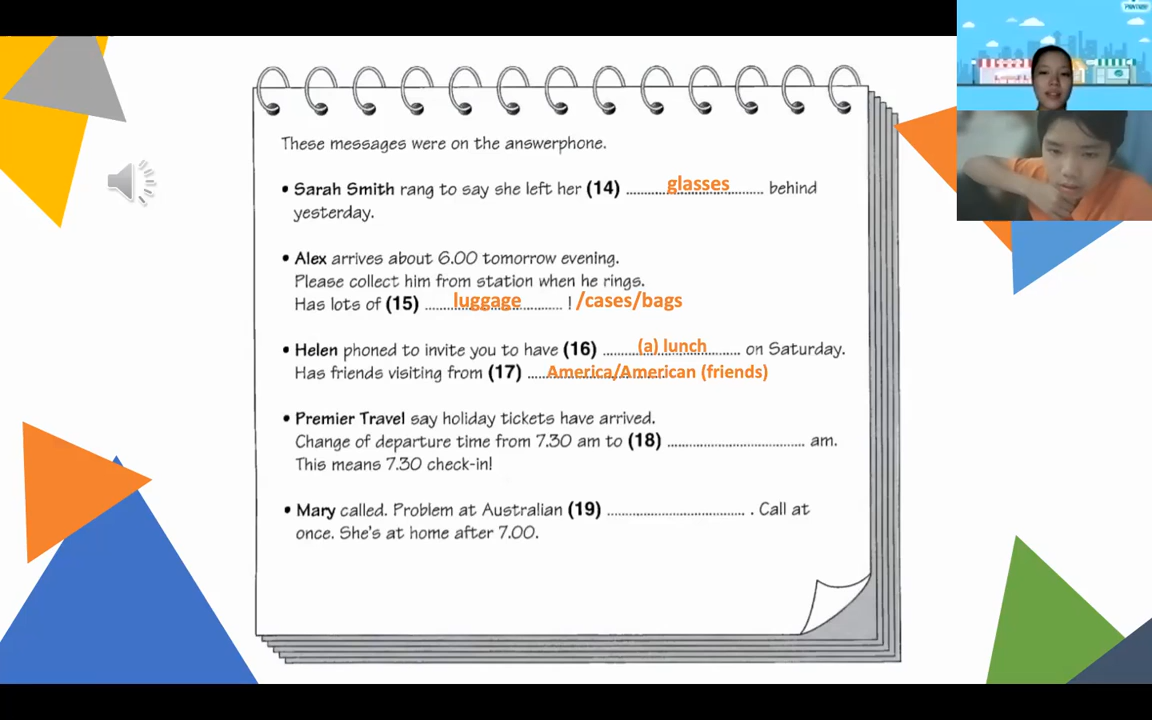 These messages were on the answerphone.
• Sarah Smith rang to say she left her (14) ........glasses........ behind
yesterday.
• Alex arrives about 6.00 tomorrow evening.
Please collect him from station when he rings.
Has lots of (15) ........luggage........ ! /cases/bags
• Helen phoned to invite you to have (16) ........(a) lunch........ on Saturday.
Has friends visiting from (17) ....America/American (friends)
• Premier Travel say holiday tickets have arrived.
Change of departure time from 7.30 am to (18) ................................ am.
This means 7.30 check-in!
• Mary called. Problem at Australian (19) ................................ . Call at
once. She's at home after 7.00.